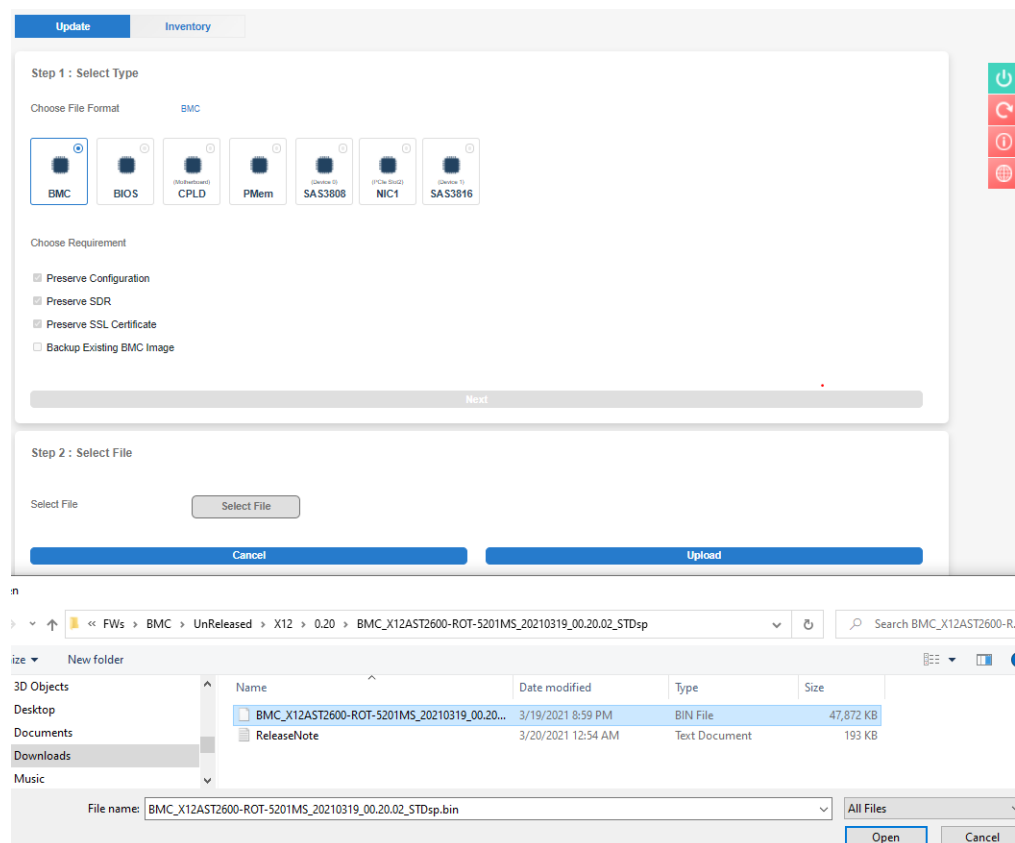 Update Inventory
Step 1 : Select Type
Choose File Format BMC
(Motherboard) (Device 0) (PCIe Slot2) (Device 1)
BMC BIOS CPLD PMem SAS3808 NIC1 SAS3816
Choose Requirement
Preserve Configuration
Preserve SDR
Preserve SSL Certificate
Backup Existing BMC Image
Next
Step 2 : Select File
Select File Select File
Cancel Upload
en
« FWs › BMC › UnReleased › X12 › 0.20 › BMC_X12AST2600-ROT-5201MS_20210319_00.20.02_STDsp Search BMC_X12AST2600-R...
ize New folder
3D Objects Name Date modified Type Size
Desktop BMC_X12AST2600-ROT-5201MS_20210319_00.20... 3/19/2021 8:59 PM BIN File 47,872 KB
Documents ReleaseNote 3/20/2021 12:54 AM Text Document 193 KB
Downloads
Music
File name: BMC_X12AST2600-ROT-5201MS_20210319_00.20.02_STDsp.bin All Files
Open Cancel